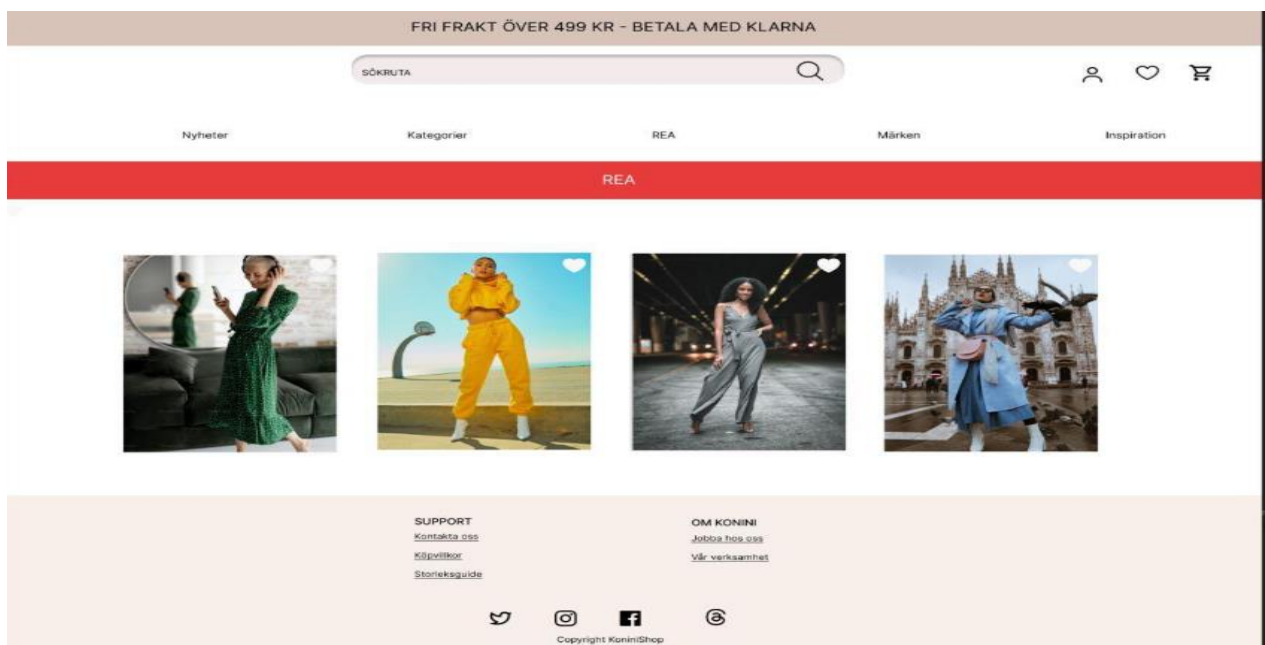 FRI FRAKT ÖVER 499 KR - BETALA MED KLARNA
SÖKRUTA
Nyheter Kategorier REA Märken Inspiration
REA
SUPPORT OM KONINI
Kontakta oss Jobba hos oss
Köpvillkor Vår verksamhet
Storleksguide
Copyright KoniniShop